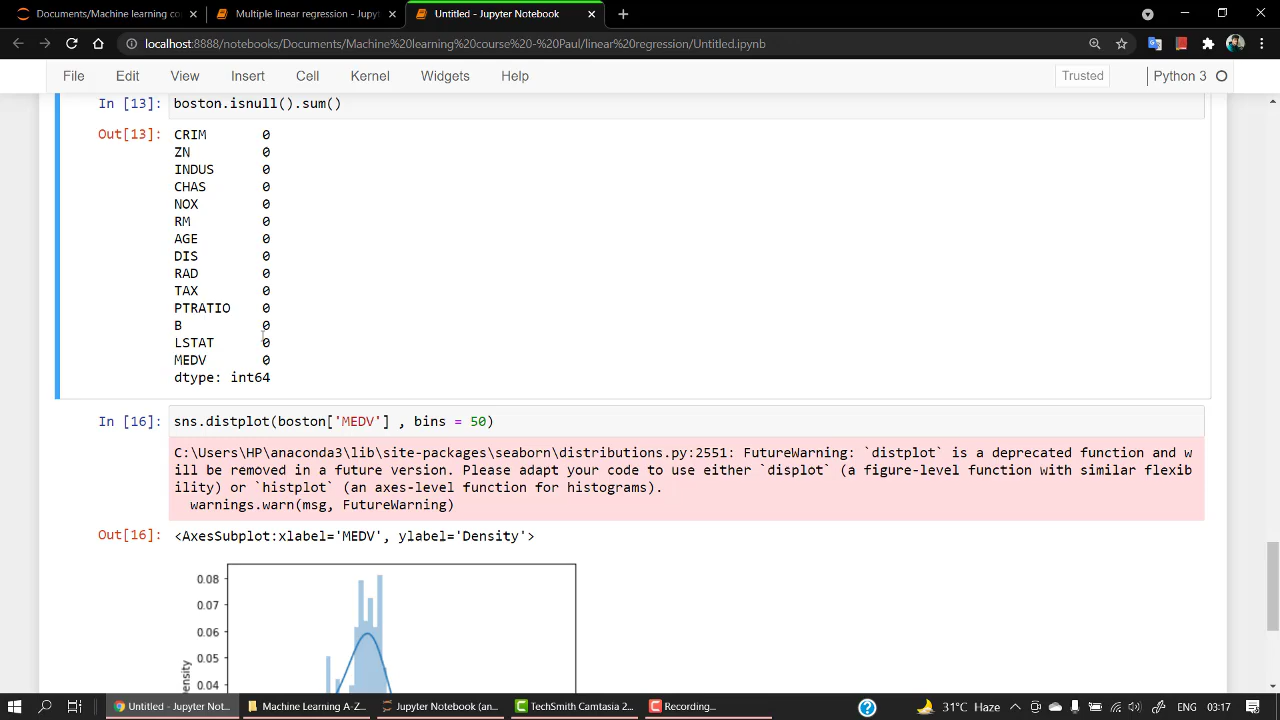 Documents/Machine learning co
Multiple linear regression - Jupyt
Untitled - Jupyter Notebook
localhost:8888/notebooks/Documents/Machine%20learning%20course%20-%20Paul/linear%20regression/Untitled.ipynb
File Edit View Insert Cell Kernel Widgets Help Trusted Python 3
In [13]: boston.isnull().sum()
Out[13]: CRIM 0
ZN 0
INDUS 0
CHAS 0
NOX 0
RM 0
AGE 0
DIS 0
RAD 0
TAX 0
PTRATIO 0
B 0
LSTAT 0
MEDV 0
dtype: int64
In [16]: sns.distplot(boston['MEDV'] , bins = 50)
C:\Users\HP\anaconda3\lib\site-packages\seaborn\distributions.py:2551: FutureWarning: `distplot` is a deprecated function and w
ill be removed in a future version. Please adapt your code to use either `displot` (a figure-level function with similar flexib
ility) or `histplot` (an axes-level function for histograms).
warnings.warn(msg, FutureWarning)
Out[16]: <AxesSubplot:xlabel='MEDV', ylabel='Density'>
0.08
0.07
0.06
0.05
0.04
ensity
Untitled - Jupyter Not...
Machine Learning A-Z...
Jupyter Notebook (an...
TechSmith Camtasia 2...
Recording...
31°C Haze
ENG
03:17